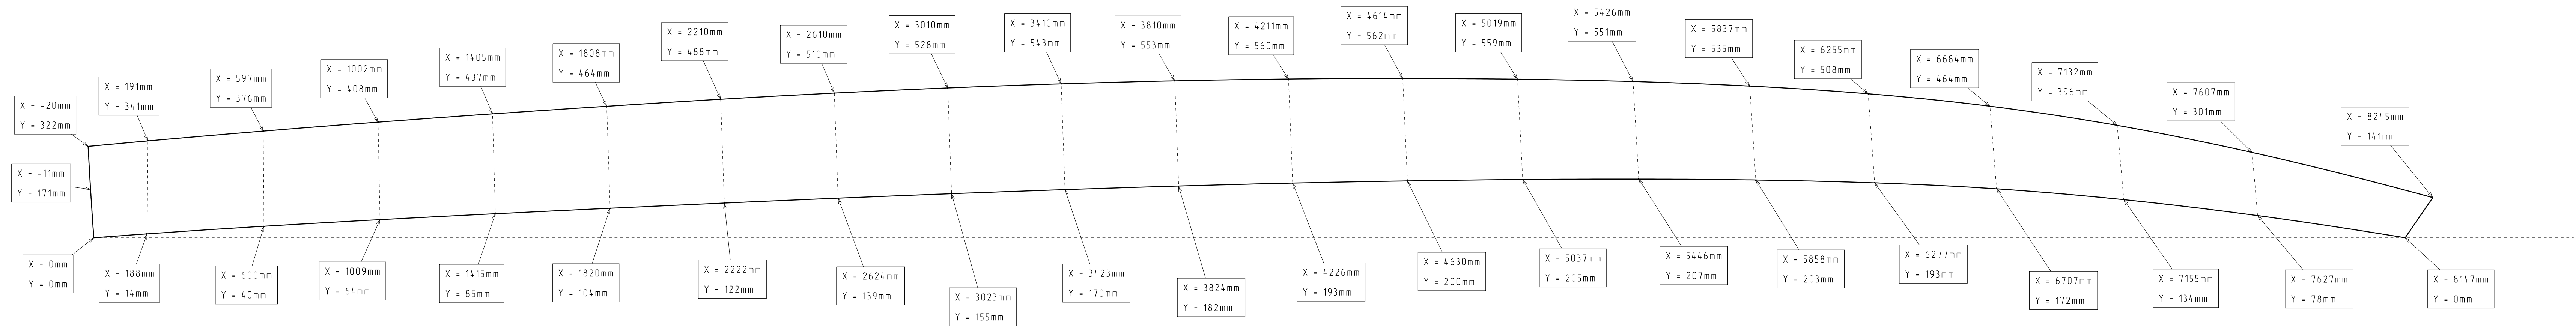 X = -20mm
Y = 322mm
X = 191mm
Y = 341mm
X = 597mm
Y = 376mm
X = 1002mm
Y = 408mm
X = 1405mm
Y = 437mm
X = 1808mm
Y = 464mm
X = 2210mm
Y = 488mm
X = 2610mm
Y = 510mm
X = 3010mm
Y = 528mm
X = 3410mm
Y = 543mm
X = 3810mm
Y = 553mm
X = 4211mm
Y = 560mm
X = 4614mm
Y = 562mm
X = 5019mm
Y = 559mm
X = 5426mm
Y = 551mm
X = 5837mm
Y = 535mm
X = 6255mm
Y = 508mm
X = 6684mm
Y = 464mm
X = 7132mm
Y = 396mm
X = 7607mm
Y = 301mm
X = 8245mm
Y = 141mm
X = -11mm
Y = 171mm
X = 0mm
Y = 0mm
X = 188mm
Y = 14mm
X = 600mm
Y = 40mm
X = 1009mm
Y = 64mm
X = 1415mm
Y = 85mm
X = 1820mm
Y = 104mm
X = 2222mm
Y = 122mm
X = 2624mm
Y = 139mm
X = 3023mm
Y = 155mm
X = 3423mm
Y = 170mm
X = 3824mm
Y = 182mm
X = 4226mm
Y = 193mm
X = 4630mm
Y = 200mm
X = 5037mm
Y = 205mm
X = 5446mm
Y = 207mm
X = 5858mm
Y = 203mm
X = 6277mm
Y = 193mm
X = 6707mm
Y = 172mm
X = 7155mm
Y = 134mm
X = 7627mm
Y = 78mm
X = 8147mm
Y = 0mm